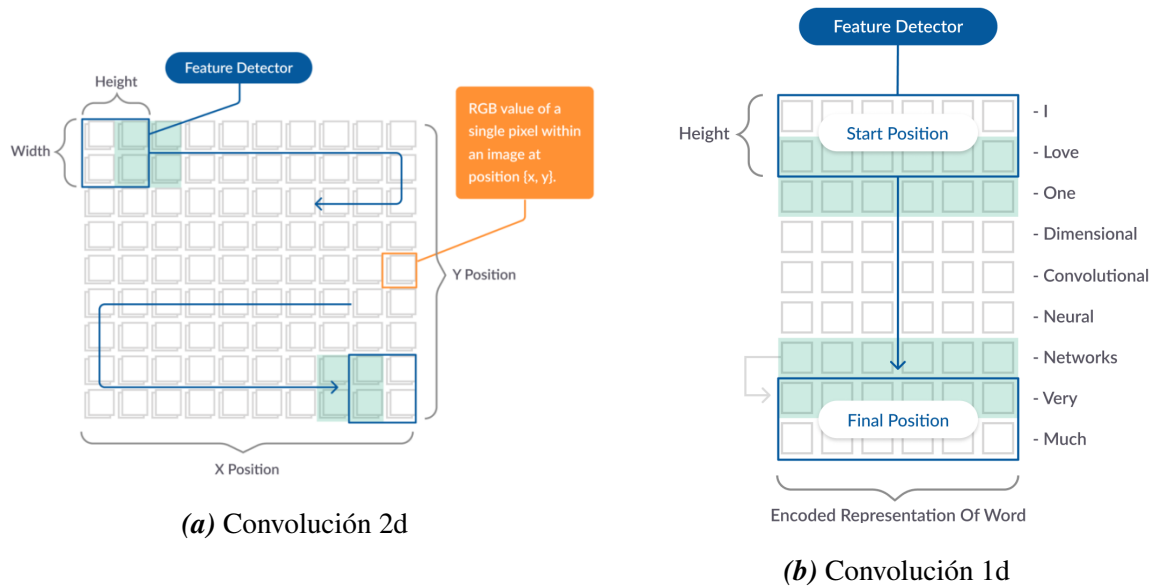 Feature Detector
Height
Width
RGB value of a
single pixel within
an image at
position [x, y].
Y Position
X Position
(a) Convolución 2d
Feature Detector
Height
Start Position
- I
- Love
- One
- Dimensional
- Convolutional
- Neural
- Networks
- Very
- Much
Final Position
Encoded Representation Of Word
(b) Convolución 1d